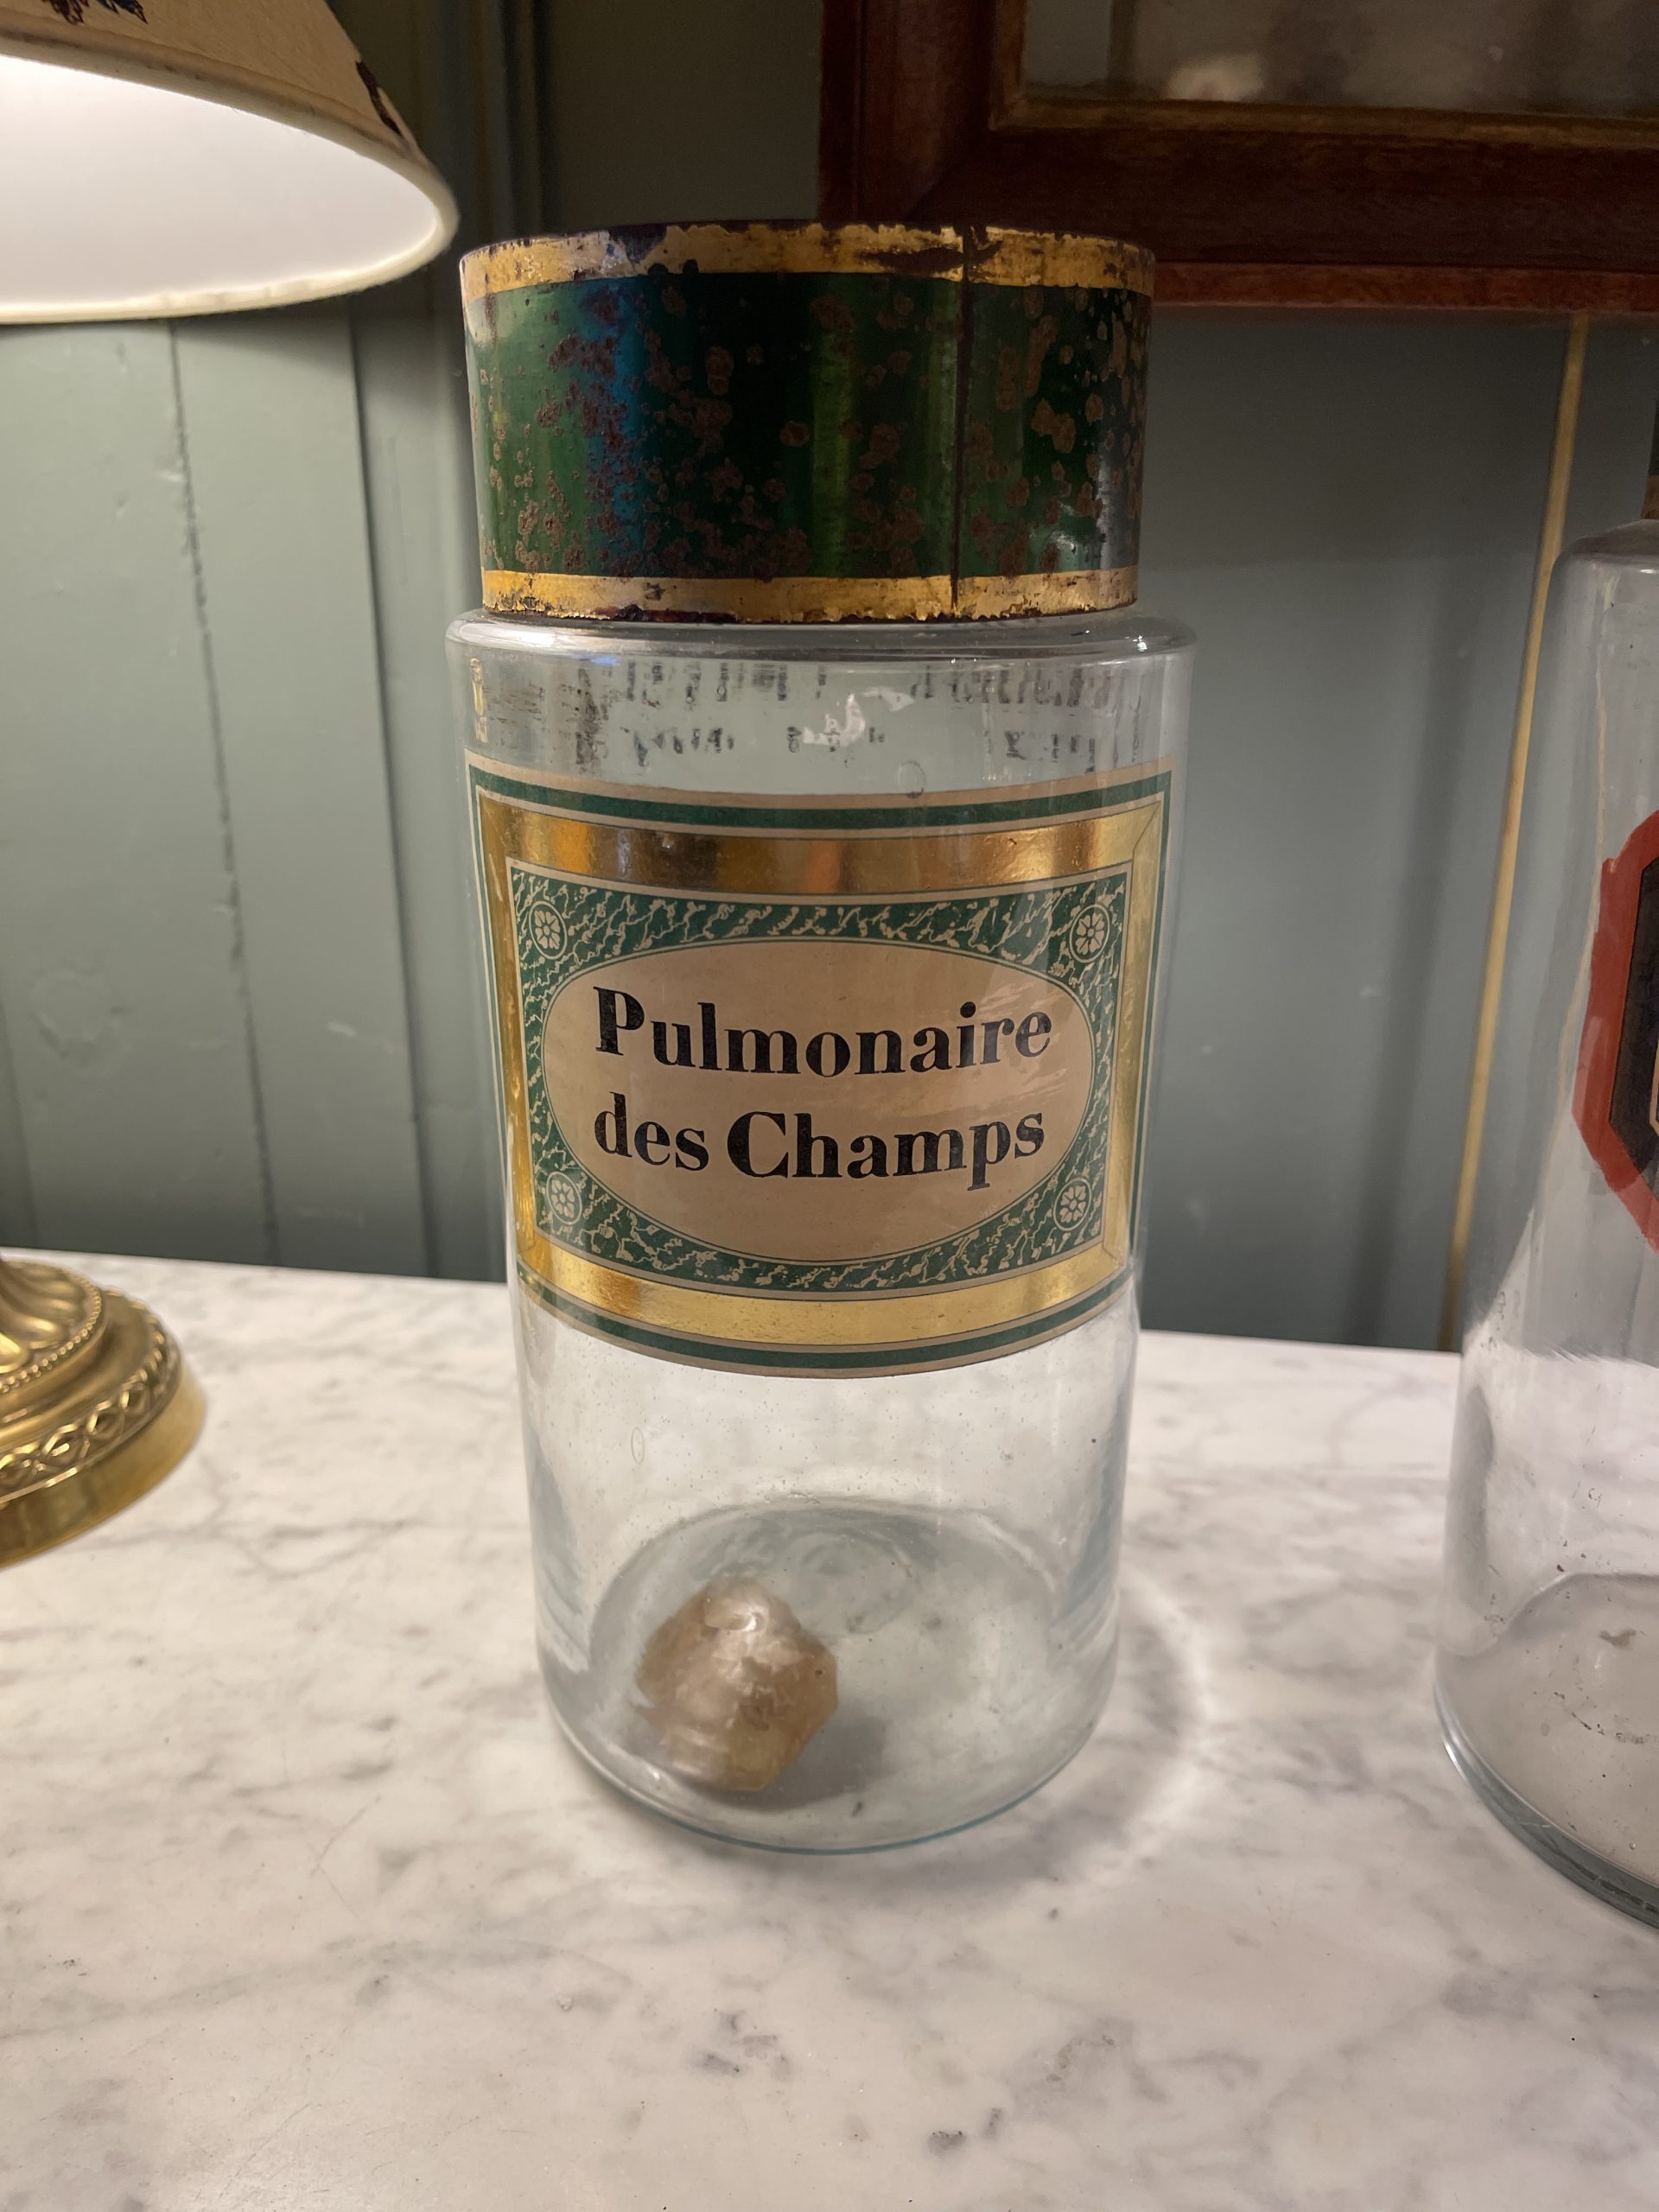 Pulmonaire
des Champs